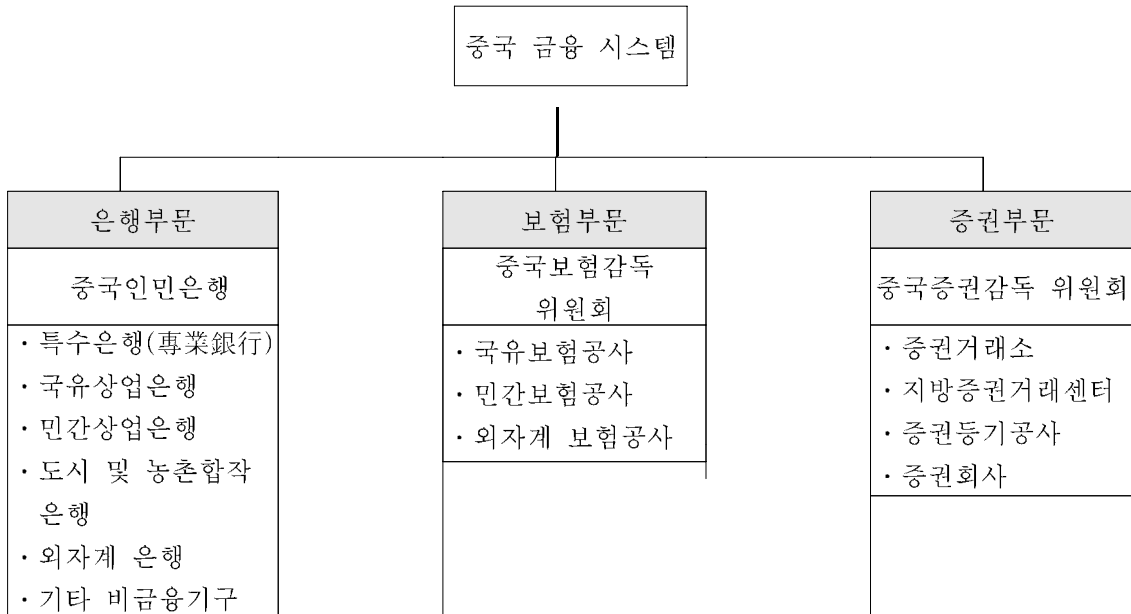 중국 금융 시스템
은행부문
중국인민은행
· 특수은행(專業銀行)
· 국유상업은행
· 민간상업은행
· 도시 및 농촌합작
은행
· 외자계 은행
· 기타 비금융기구
보험부문
중국보험감독
위원회
· 국유보험공사
· 민간보험공사
· 외자계 보험공사
증권부문
중국증권감독 위원회
· 증권거래소
· 지방증권거래센터
· 증권등기공사
· 증권회사